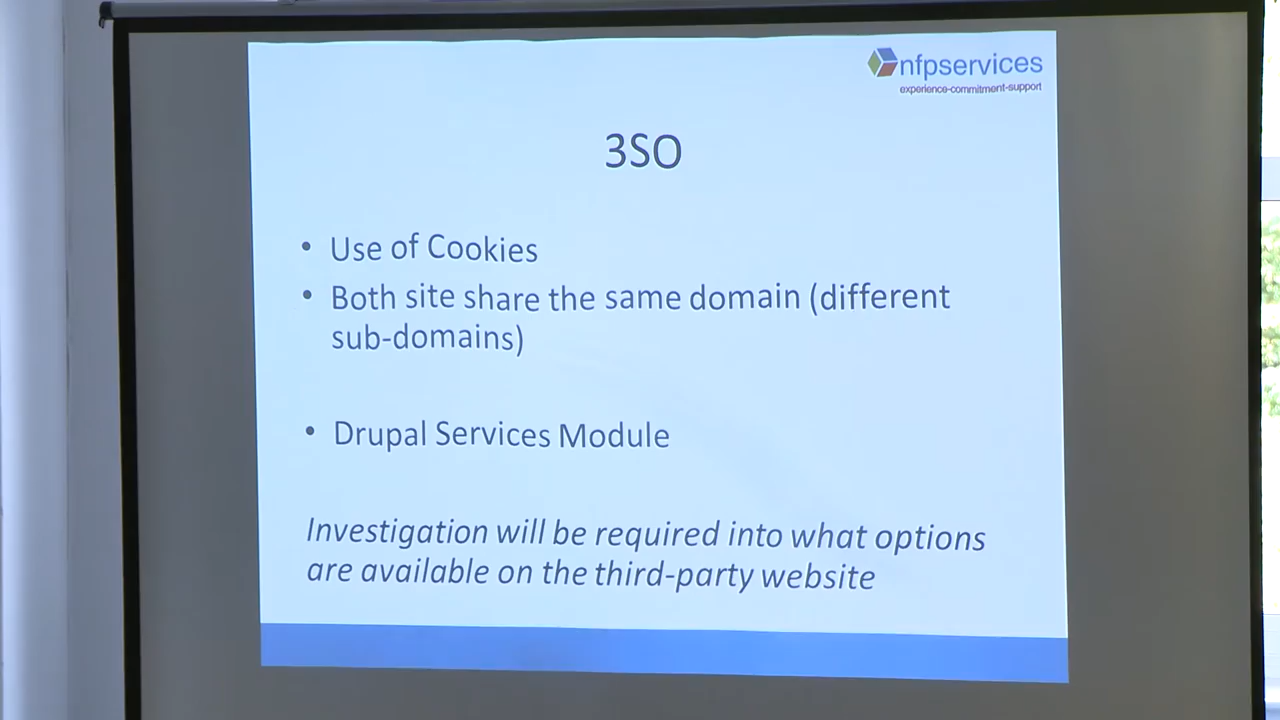 nfpservices
experience-commitment-support
3SO
• Use of Cookies
• Both site share the same domain (different
sub-domains)
• Drupal Services Module
Investigation will be required into what options
are available on the third-party website